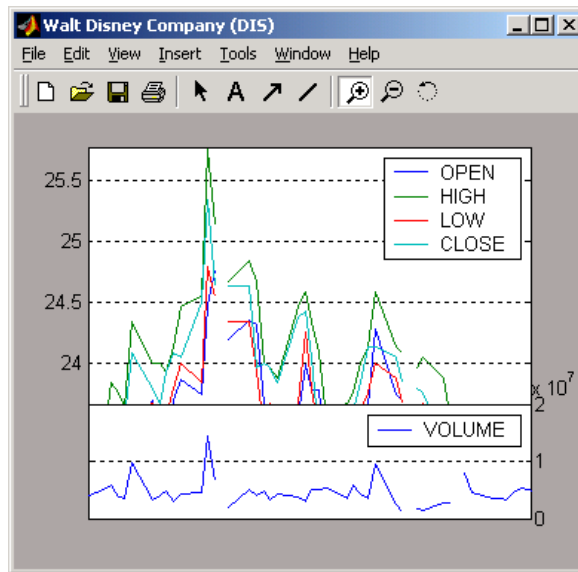 Walt Disney Company (DIS)
File Edit View Insert Tools Window Help
A
25.5
25
24.5
24
OPEN
HIGH
LOW
CLOSE
x 10^7
2
1
0
VOLUME